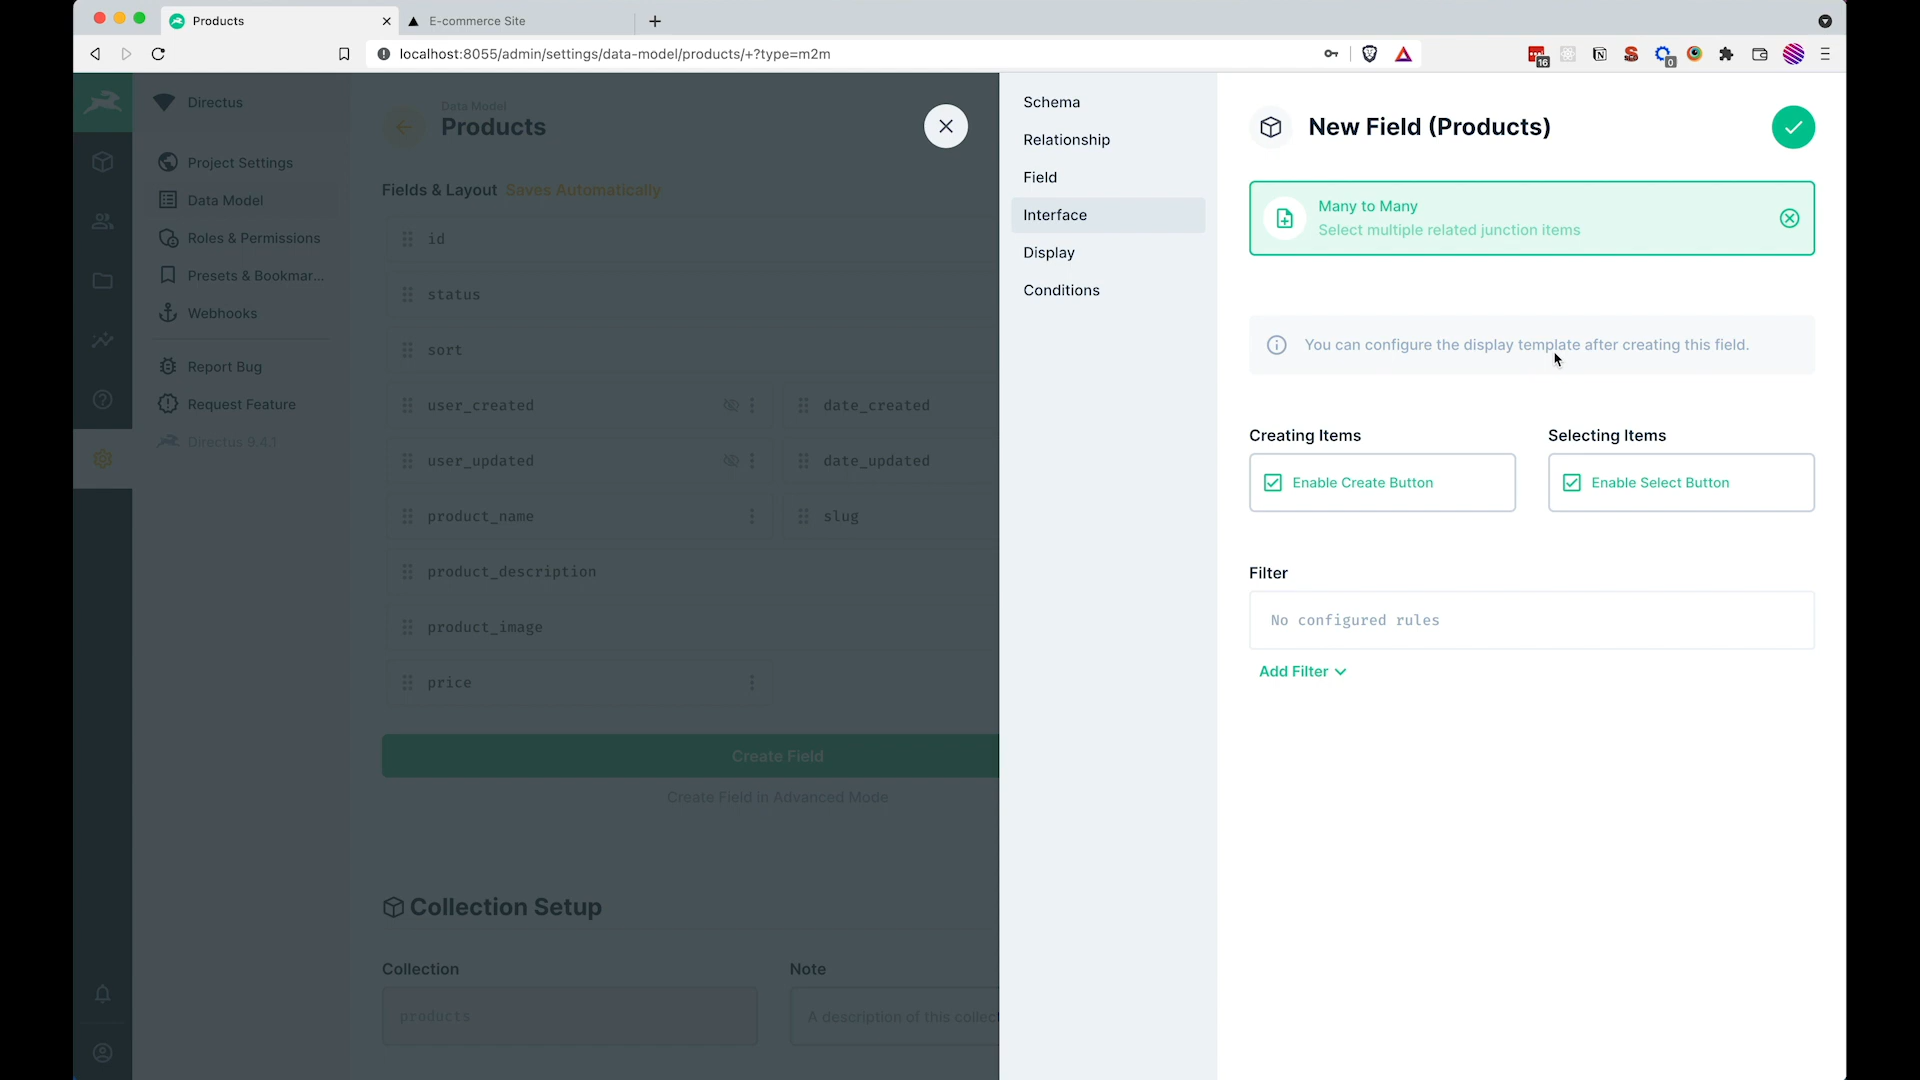 Products
E-commerce Site
localhost:8055/admin/settings/data-model/products/+?type=m2m
16
0
Directus
Project Settings
Data Model
Roles & Permissions
Presets & Bookmar...
Webhooks
Report Bug
Request Feature
Directus 9.4.1
Data Model
Products
Fields & Layout Saves Automatically
id
status
sort
user_created
date_created
user_updated
date_updated
product_name
slug
product_description
product_image
price
Create Field
Create Field in Advanced Mode
Collection Setup
Collection
Note
products
A description of this collec
Schema
Relationship
Field
Interface
Display
Conditions
New Field (Products)
Many to Many
Select multiple related junction items
You can configure the display template after creating this field.
Creating Items
Selecting Items
Enable Create Button
Enable Select Button
Filter
No configured rules
Add Filter